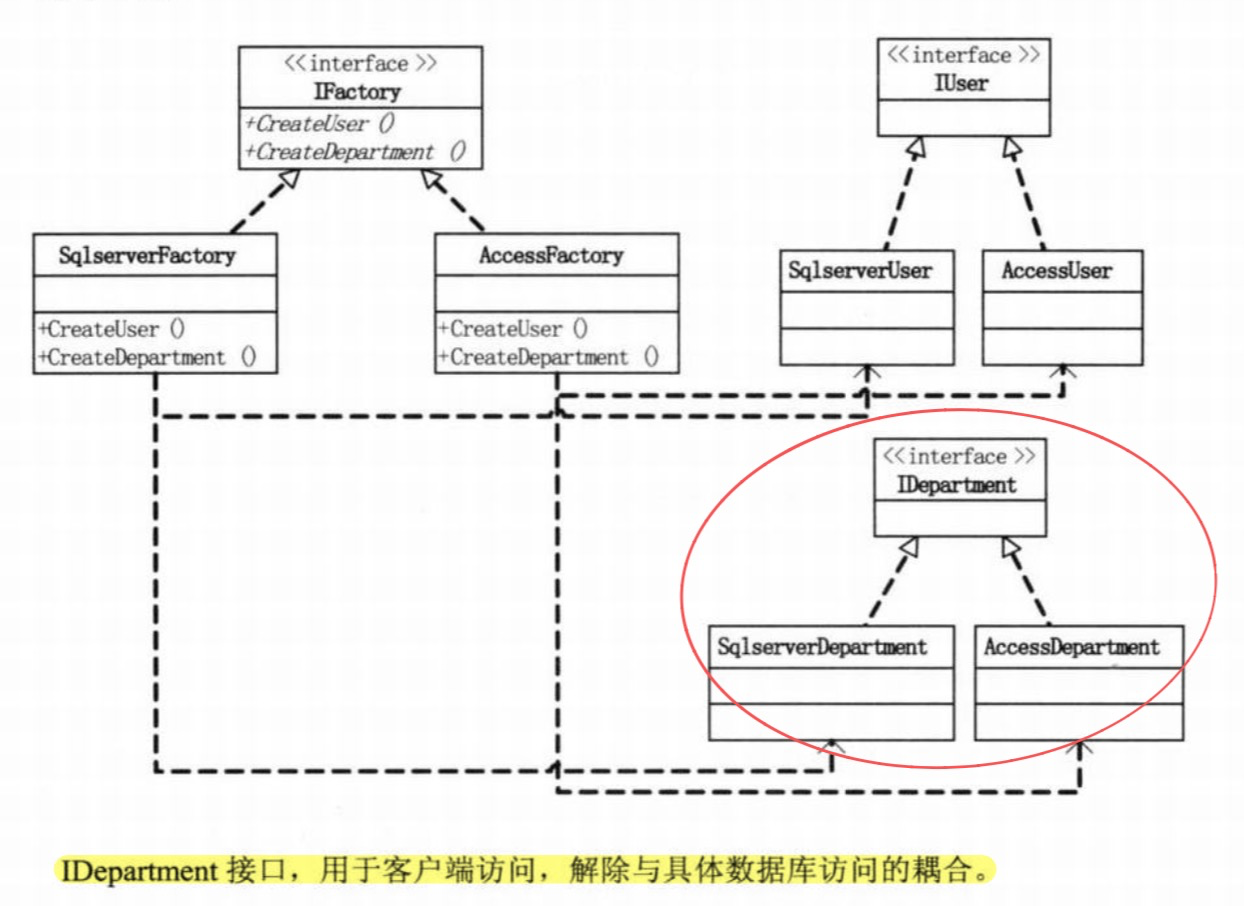 <<interface >>
IFactory
+CreateUser ()
+CreateDepartment ()
<<interface >>
IUser
SqlserverFactory
+CreateUser ()
+CreateDepartment ()
AccessFactory
+CreateUser ()
+CreateDepartment ()
SqlserverUser
AccessUser
<<interface >>
IDepartment
SqlserverDepartment
AccessDepartment
IDepartment 接口，用于客户端访问，解除与具体数据库访问的耦合。